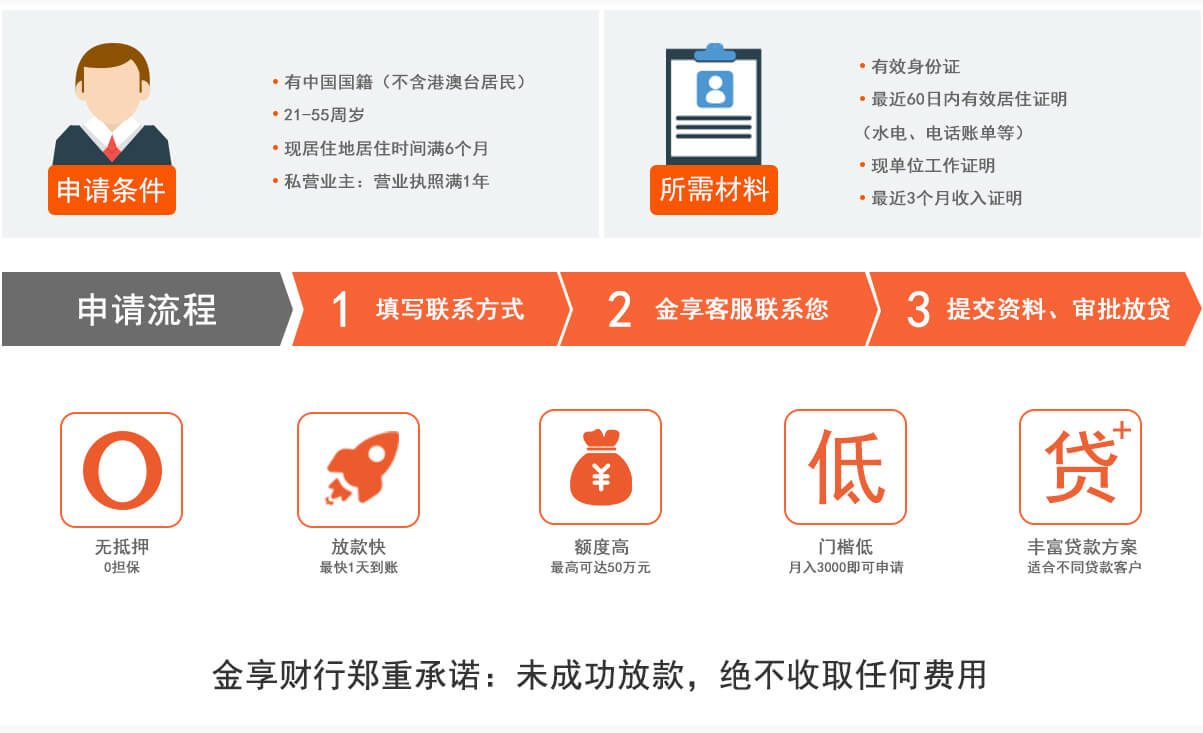 有中国国籍（不含港澳台居民）
21-55周岁
现居住地居住时间满6个月
私营业主：营业执照满1年
申请条件
有效身份证
最近60日内有效居住证明
（水电、电话账单等）
现单位工作证明
最近3个月收入证明
所需材料
申请流程
1 填写联系方式
2 金享客服联系您
3 提交资料、审批放贷
O
无抵押
0担保
放款快
最快1天到账
¥
额度高
最高可达50万元
低
门楷低
月入3000即可申请
贷+
丰富贷款方案
适合不同贷款客户
金享财行郑重承诺：未成功放款，绝不收取任何费用